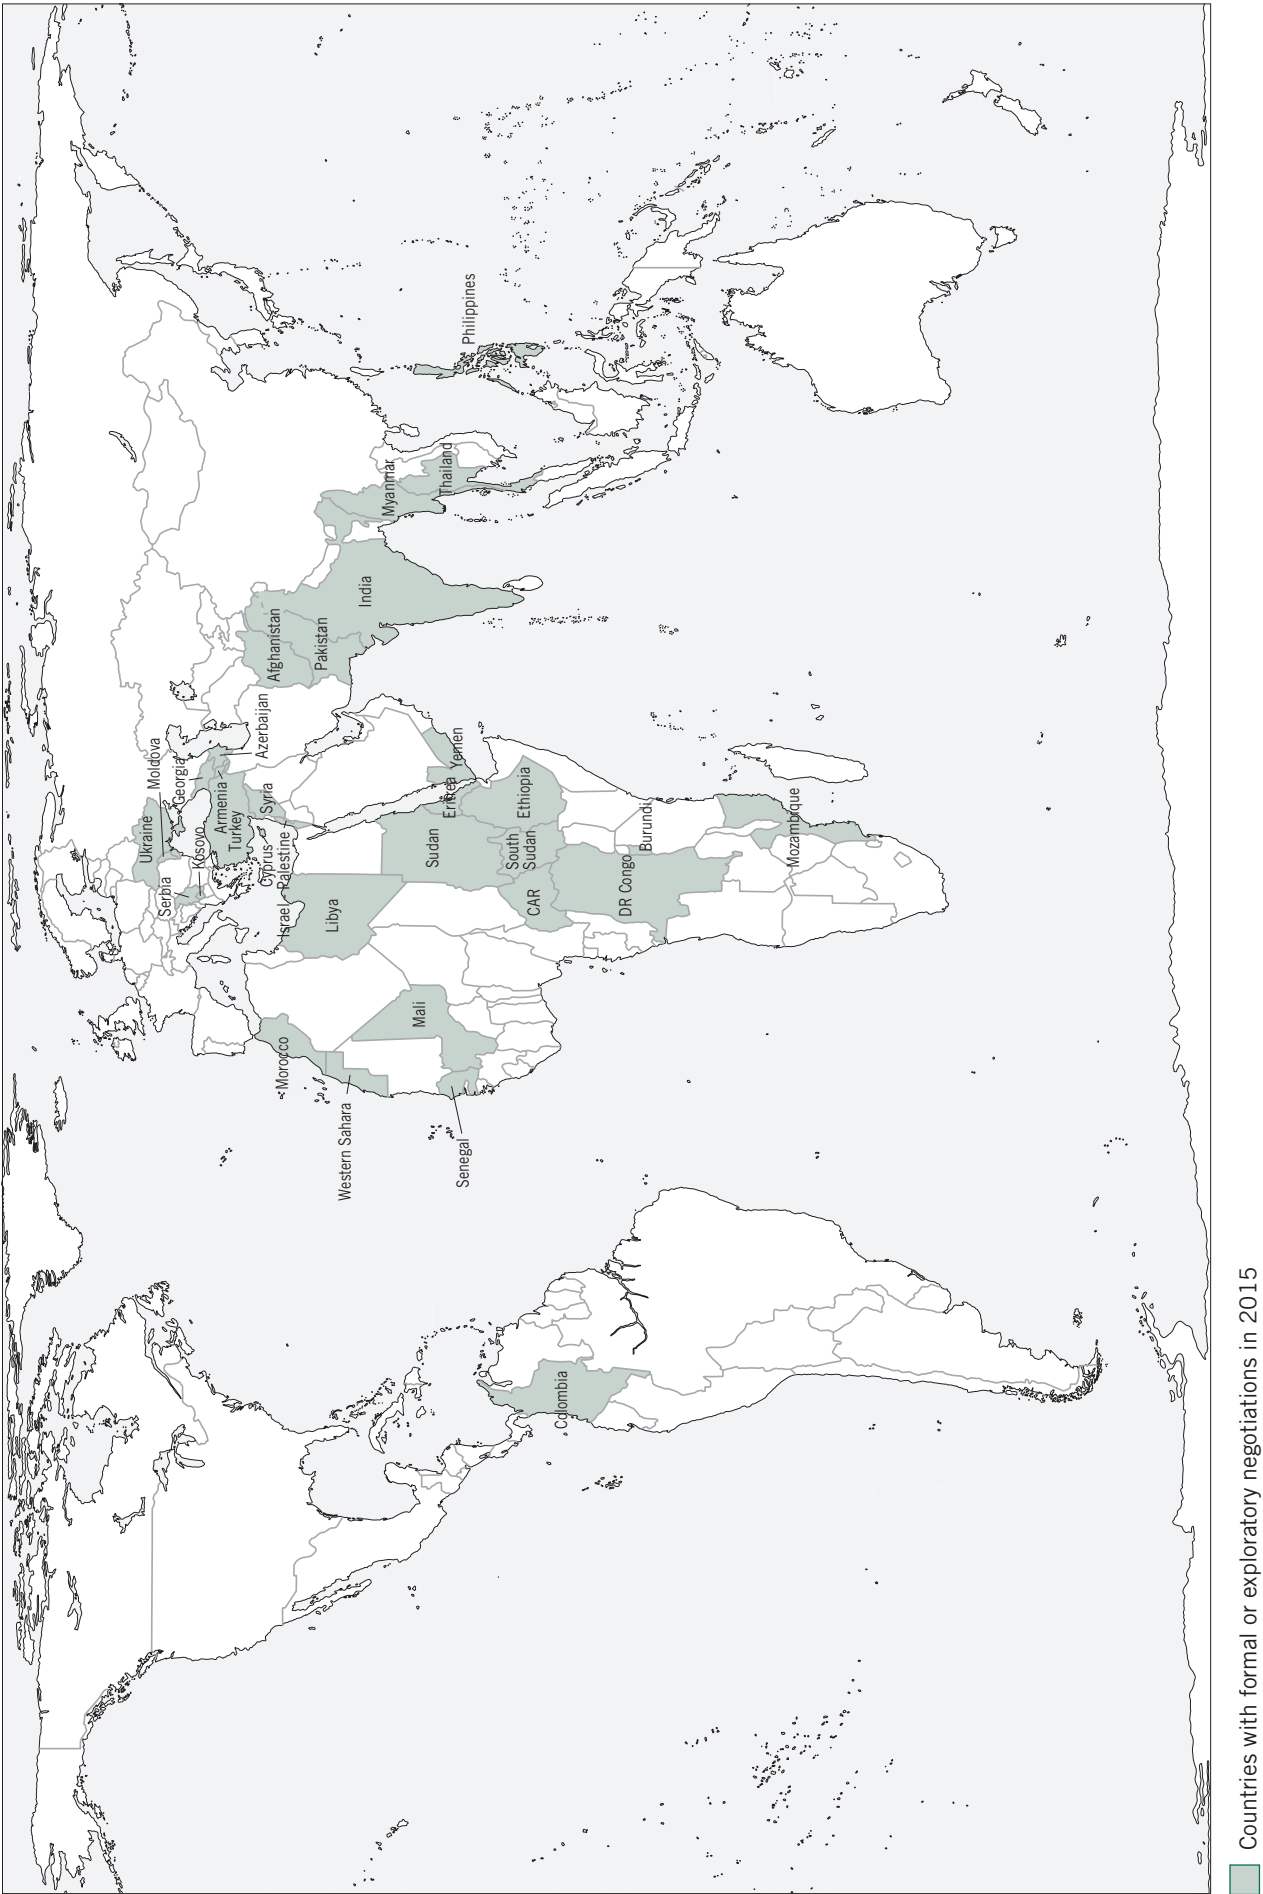 Ukraine
Moldova
Serbia
Kosovo
Georgia
Armenia
Turkey
Azerbaijan
Cyprus
Syria
Israel
Palestine
Morocco
Libya
Western Sahara
Afghanistan
Pakistan
India
Myanmar
Thailand
Philippines
Mali
Senegal
Sudan
Eritrea
Yemen
CAR
South
Sudan
Ethiopia
Colombia
DR Congo
Burundi
Mozambique
Countries with formal or exploratory negotiations in 2015